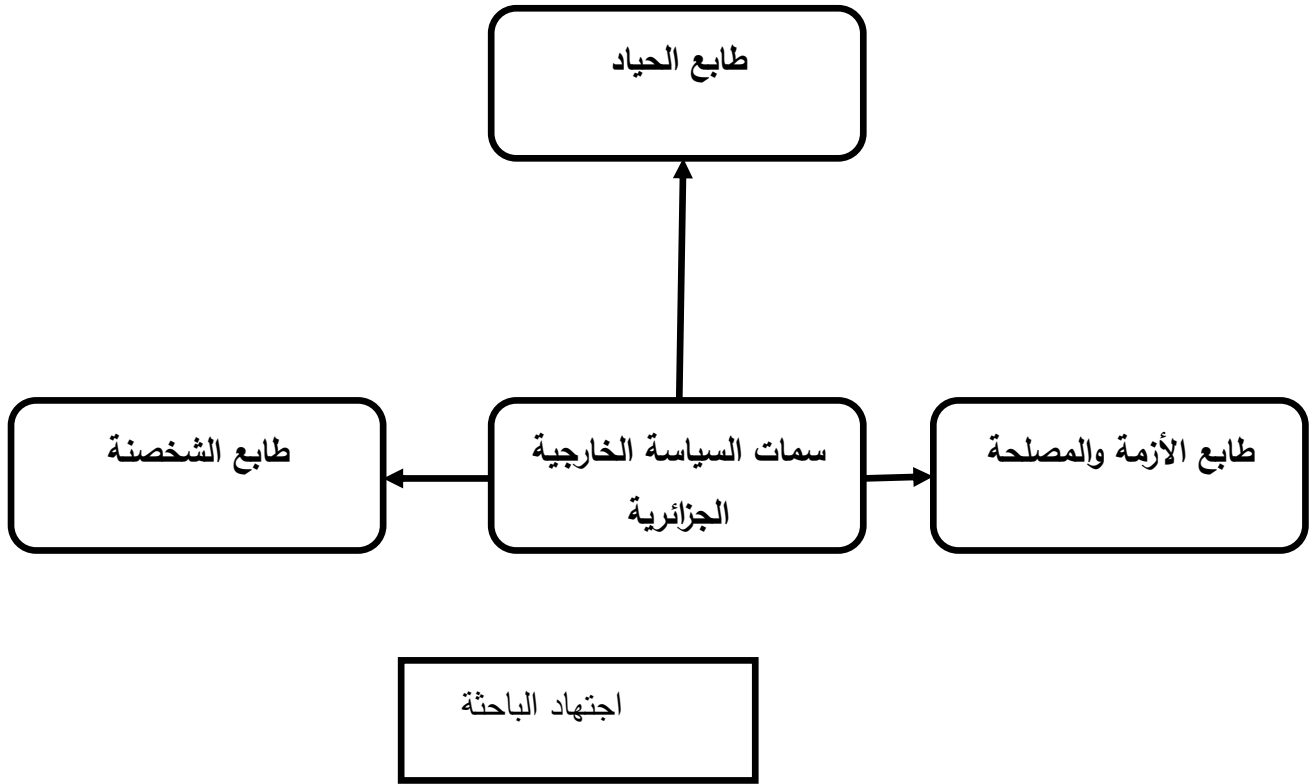 طابع الحياد
طابع الأزمة والمصلحة
سمات السياسة الخارجية
الجزائرية
طابع الشخصنة
اجتهاد الباحثة